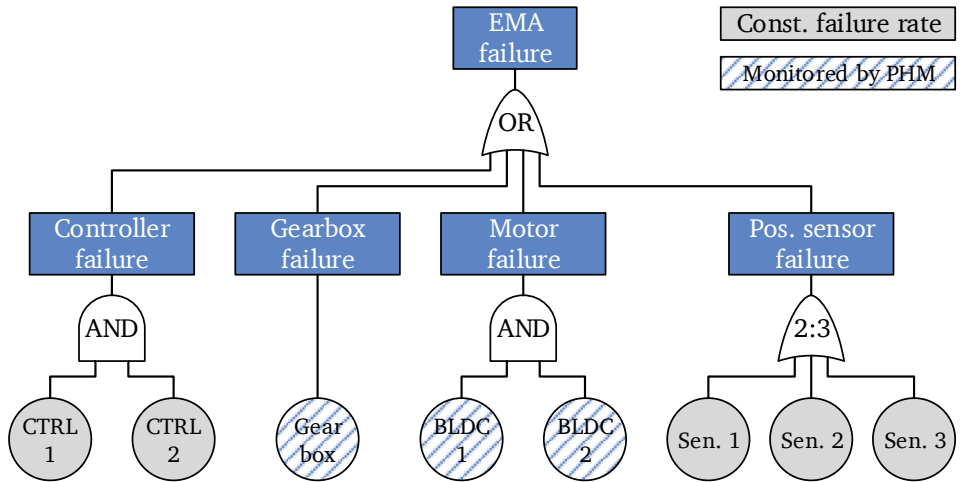 EMA
failure
Const. failure rate
Monitored by PHM
OR
Controller
failure
Gearbox
failure
Motor
failure
Pos. sensor
failure
AND
AND
2:3
CTRL
1
CTRL
2
Gear
box
BLDC
1
BLDC
2
Sen. 1
Sen. 2
Sen. 3